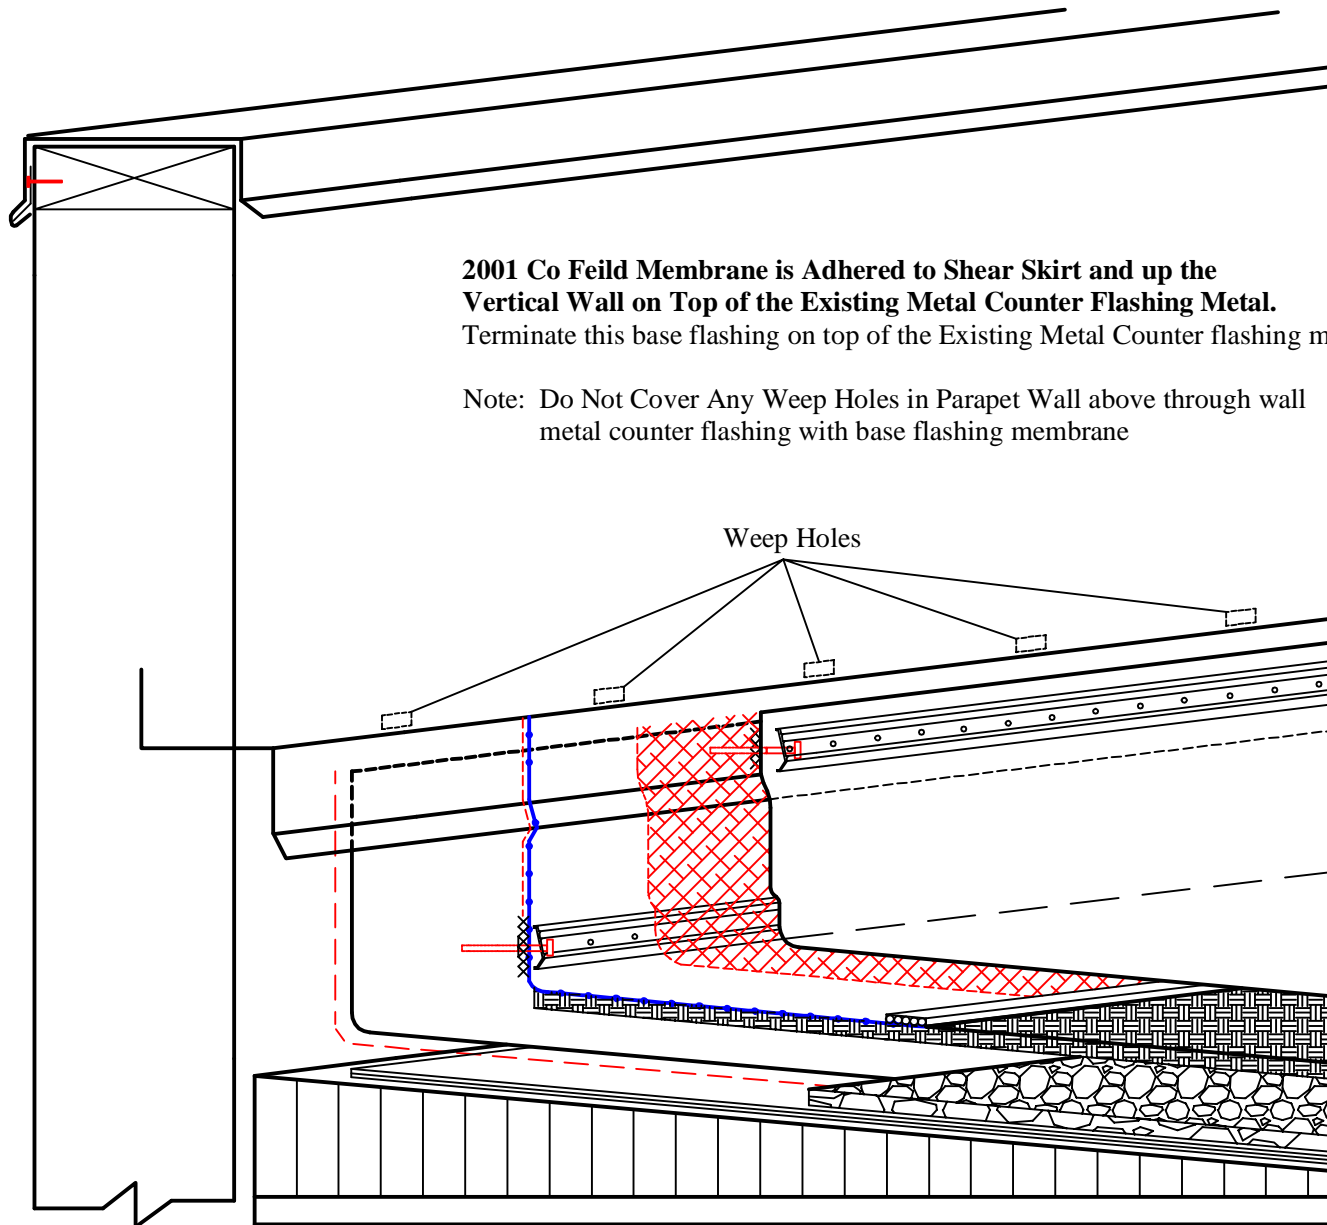 2001 Co Feild Membrane is Adhered to Shear Skirt and up the
Vertical Wall on Top of the Existing Metal Counter Flashing Metal.
Terminate this base flashing on top of the Existing Metal Counter flashing m
Note: Do Not Cover Any Weep Holes in Parapet Wall above through wall
metal counter flashing with base flashing membrane
Weep Holes